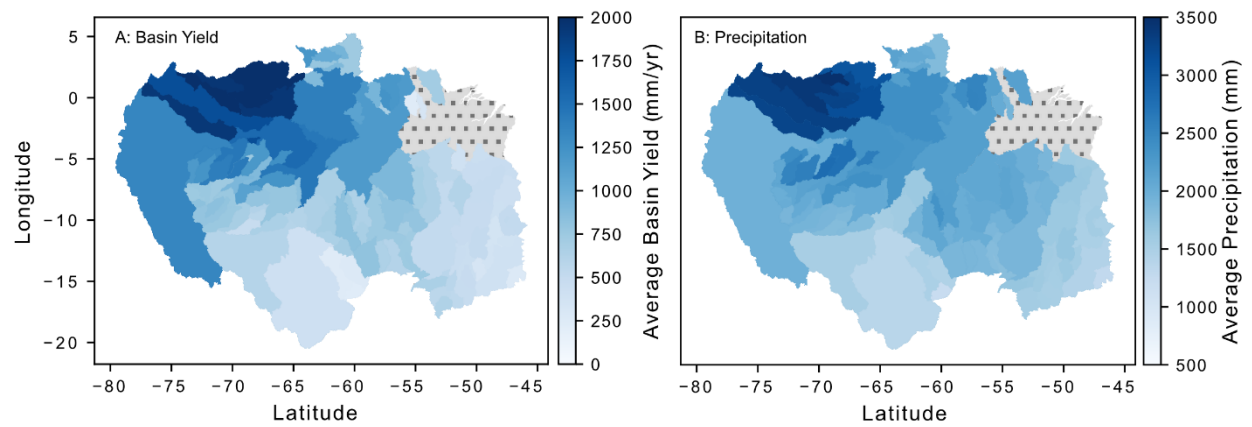 A: Basin Yield
5
0
−5
−10
−15
−20
Longitude
−80 −75 −70 −65 −60 −55 −50 −45
Latitude
2000
1750
1500
1250
1000
750
500
250
0
Average Basin Yield (mm/yr)
B: Precipitation
−80 −75 −70 −65 −60 −55 −50 −45
Latitude
3500
3000
2500
2000
1500
1000
500
Average Precipitation (mm)